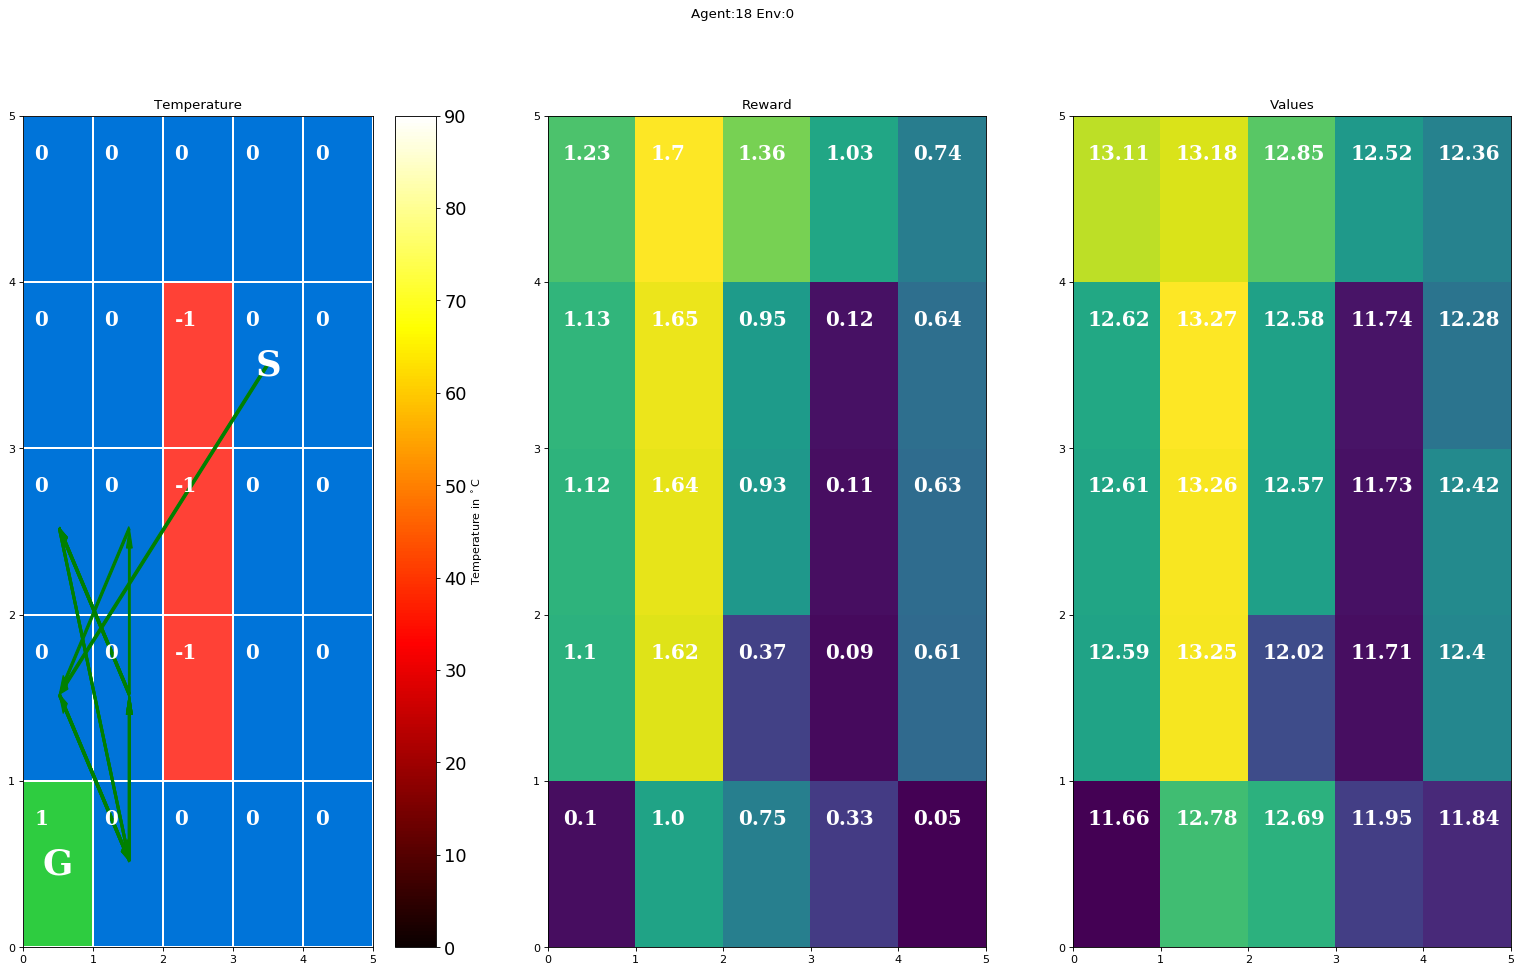 Agent:18 Env:0
Temperature
5
4
3
2
1
0
0 0 0 0 0
0 0 -1 0 0
S
0 0 -1 0 0
0 0 -1 0 0
1 0 0 0 0
G
0 1 2 3 4 5
90
80
70
60
50
40
30
20
10
0
Temperature in °C
Reward
5
4
3
2
1
0
1.23 1.7 1.36 1.03 0.74
1.13 1.65 0.95 0.12 0.64
1.12 1.64 0.93 0.11 0.63
1.1 1.62 0.37 0.09 0.61
0.1 1.0 0.75 0.33 0.05
0 1 2 3 4 5
Values
5
4
3
2
1
0
13.11 13.18 12.85 12.52 12.36
12.62 13.27 12.58 11.74 12.28
12.61 13.26 12.57 11.73 12.42
12.59 13.25 12.02 11.71 12.4
11.66 12.78 12.69 11.95 11.84
0 1 2 3 4 5